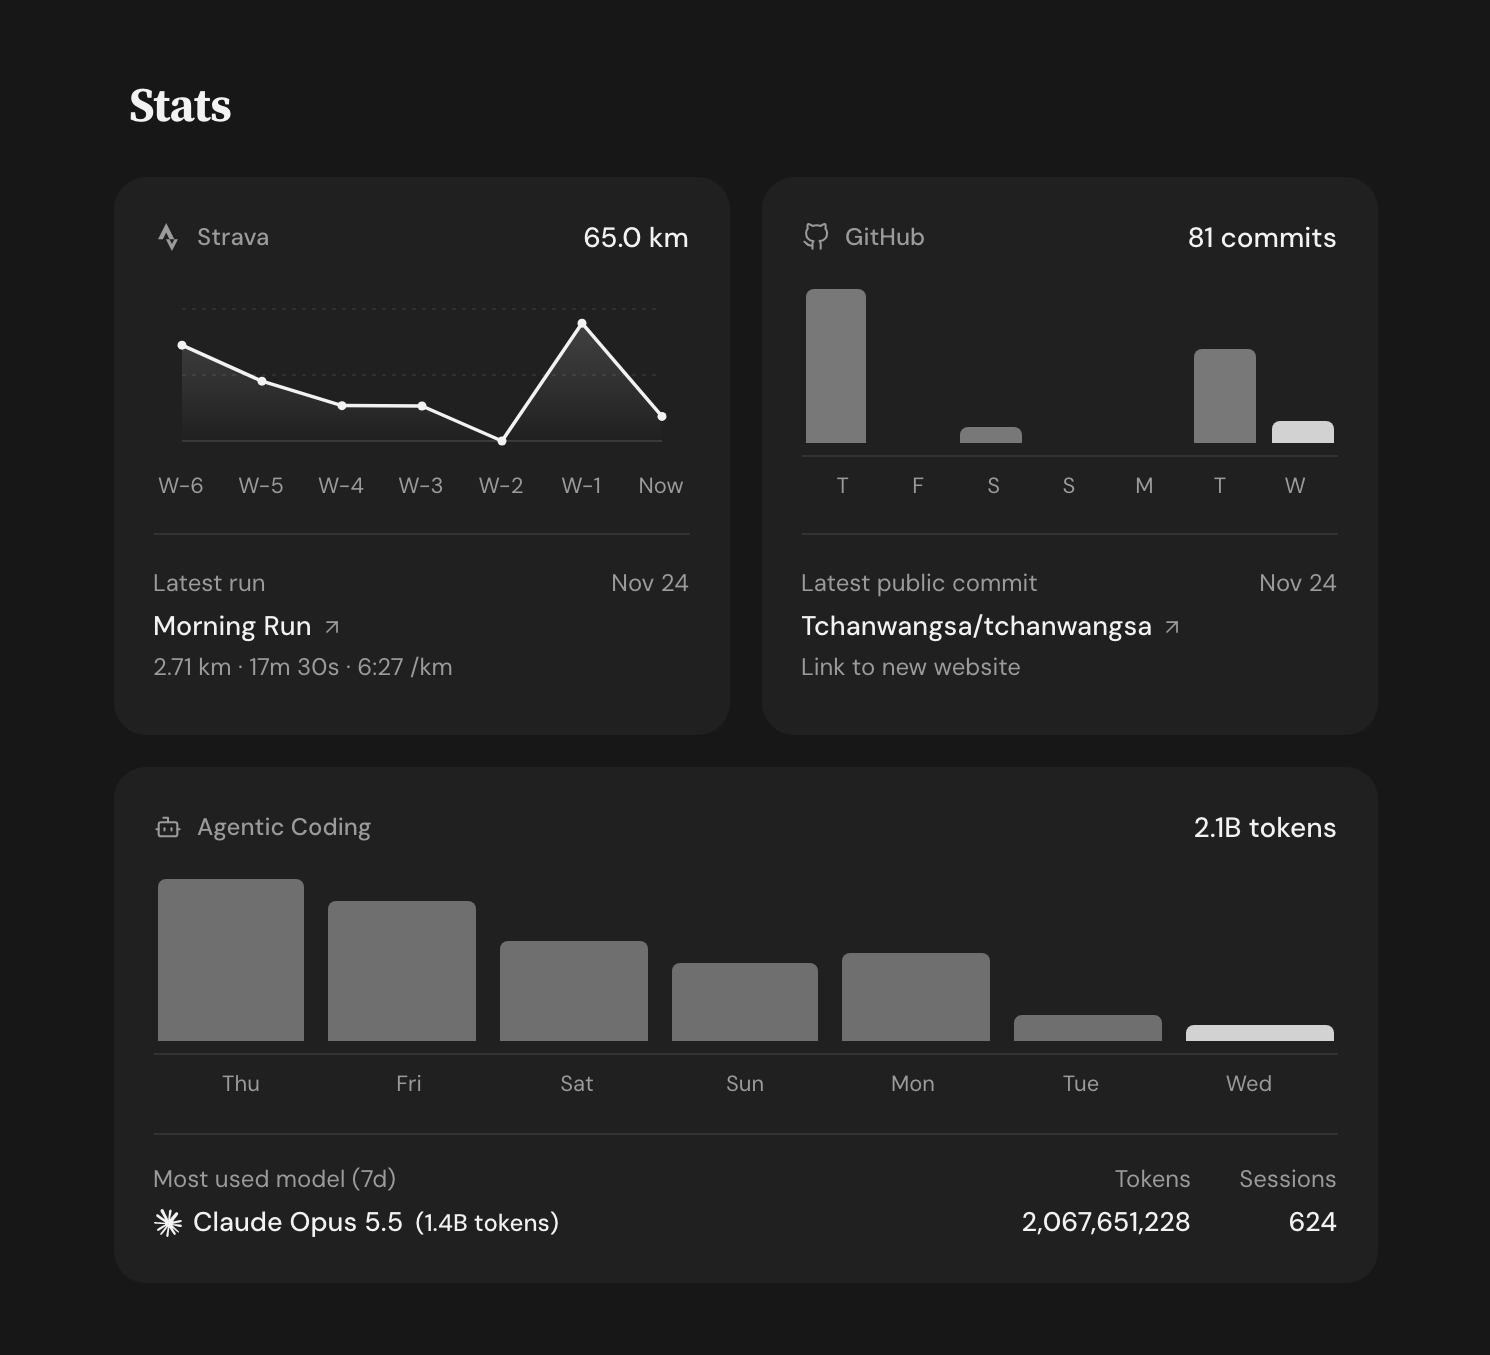 Stats
Strava
65.0 km
W-6 W-5 W-4 W-3 W-2 W-1 Now
Latest run
Nov 24
Morning Run
2.71 km · 17m 30s · 6:27 /km
GitHub
81 commits
T F S S M T W
Latest public commit
Nov 24
Tchanwangsa/tchanwangsa
Link to new website
Agentic Coding
2.1B tokens
Thu Fri Sat Sun Mon Tue Wed
Most used model (7d)
Tokens
Sessions
Claude Opus 5.5 (1.4B tokens)
2,067,651,228
624